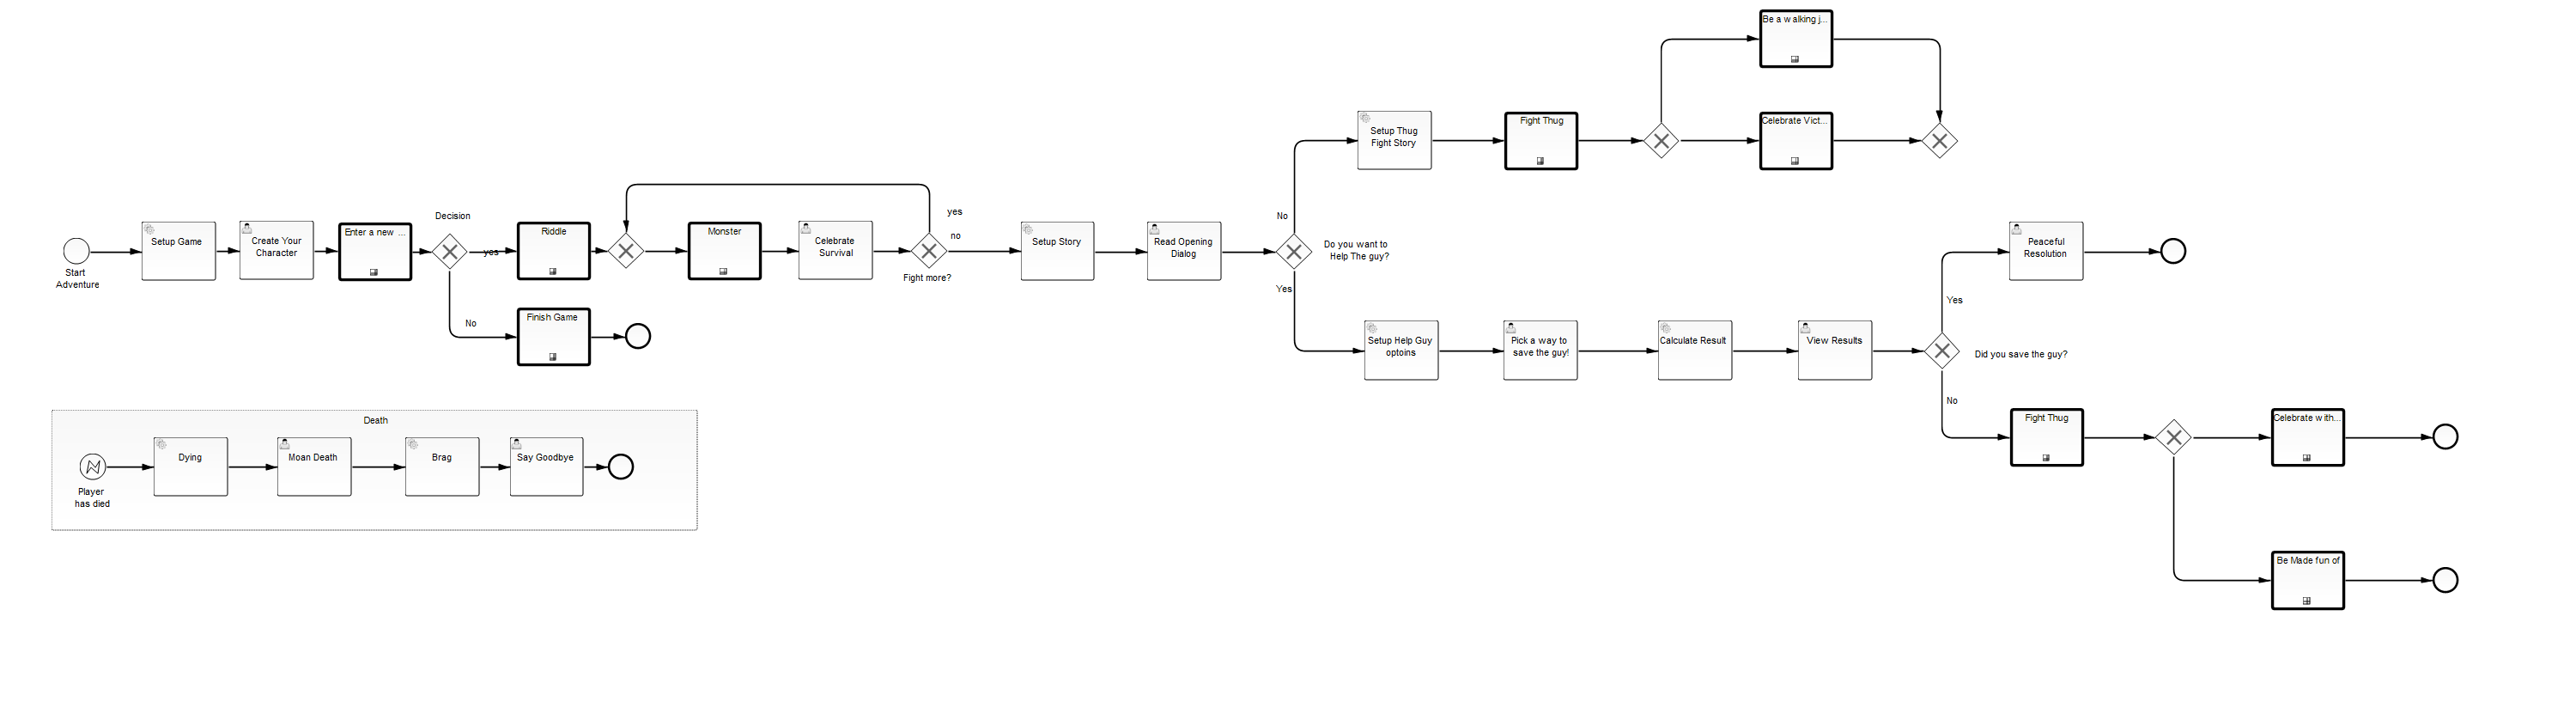 Be a walking j...
Setup Thug
Fight Story
Fight Thug
Celebrate Vict...
Decision
yes
no
Fight more?
Start
Adventure
Setup Game
Create Your
Character
Enter a new ...
yes
No
Riddle
Finish Game
Monster
Celebrate
Survival
Setup Story
Read Opening
Dialog
No
Yes
Do you want to
Help The guy?
Setup Help Guy
optoins
Pick a way to
save the guy!
Calculate Result
View Results
Yes
No
Did you save the guy?
Peaceful
Resolution
Fight Thug
Celebrate with...
Be Made fun of
Death
Player
has died
Dying
Moan Death
Brag
Say Goodbye